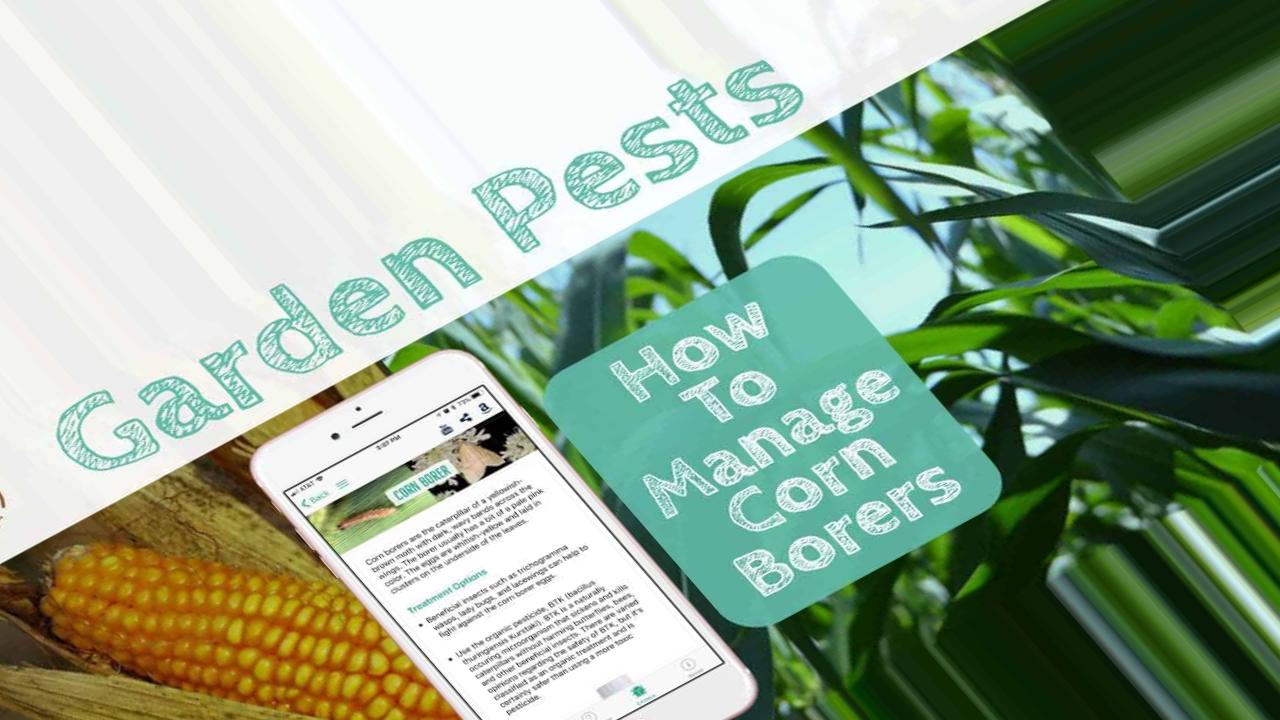 Garden Pests
How
To
Manage
Corn
Borers
AT&T
2:07 PM
73%
Back
CORN BORER
Corn borers are the caterpillar of a yellowish-
brown moth with dark, wavy bands across the
wings. The borer usually has a bit of a pale pink
color. The eggs are whitish-yellow and laid in
clusters on the underside of the leaves.
Treatment Options
• Beneficial insects such as trichogramma
wasps, lady bugs, and lacewings can help to
fight against the corn borer eggs.
• Use the organic pesticide, BTK (bacillus
thuringiensis Kurstaki). BTK is a naturally
occuring microorganism that sickens and kills
caterpillars without harming butterflies, bees,
and other beneficial insects. There are varied
opinions regarding the safety of BTK, but it's
classified as an organic treatment and is
certainly safer than using a more toxic
pesticide.